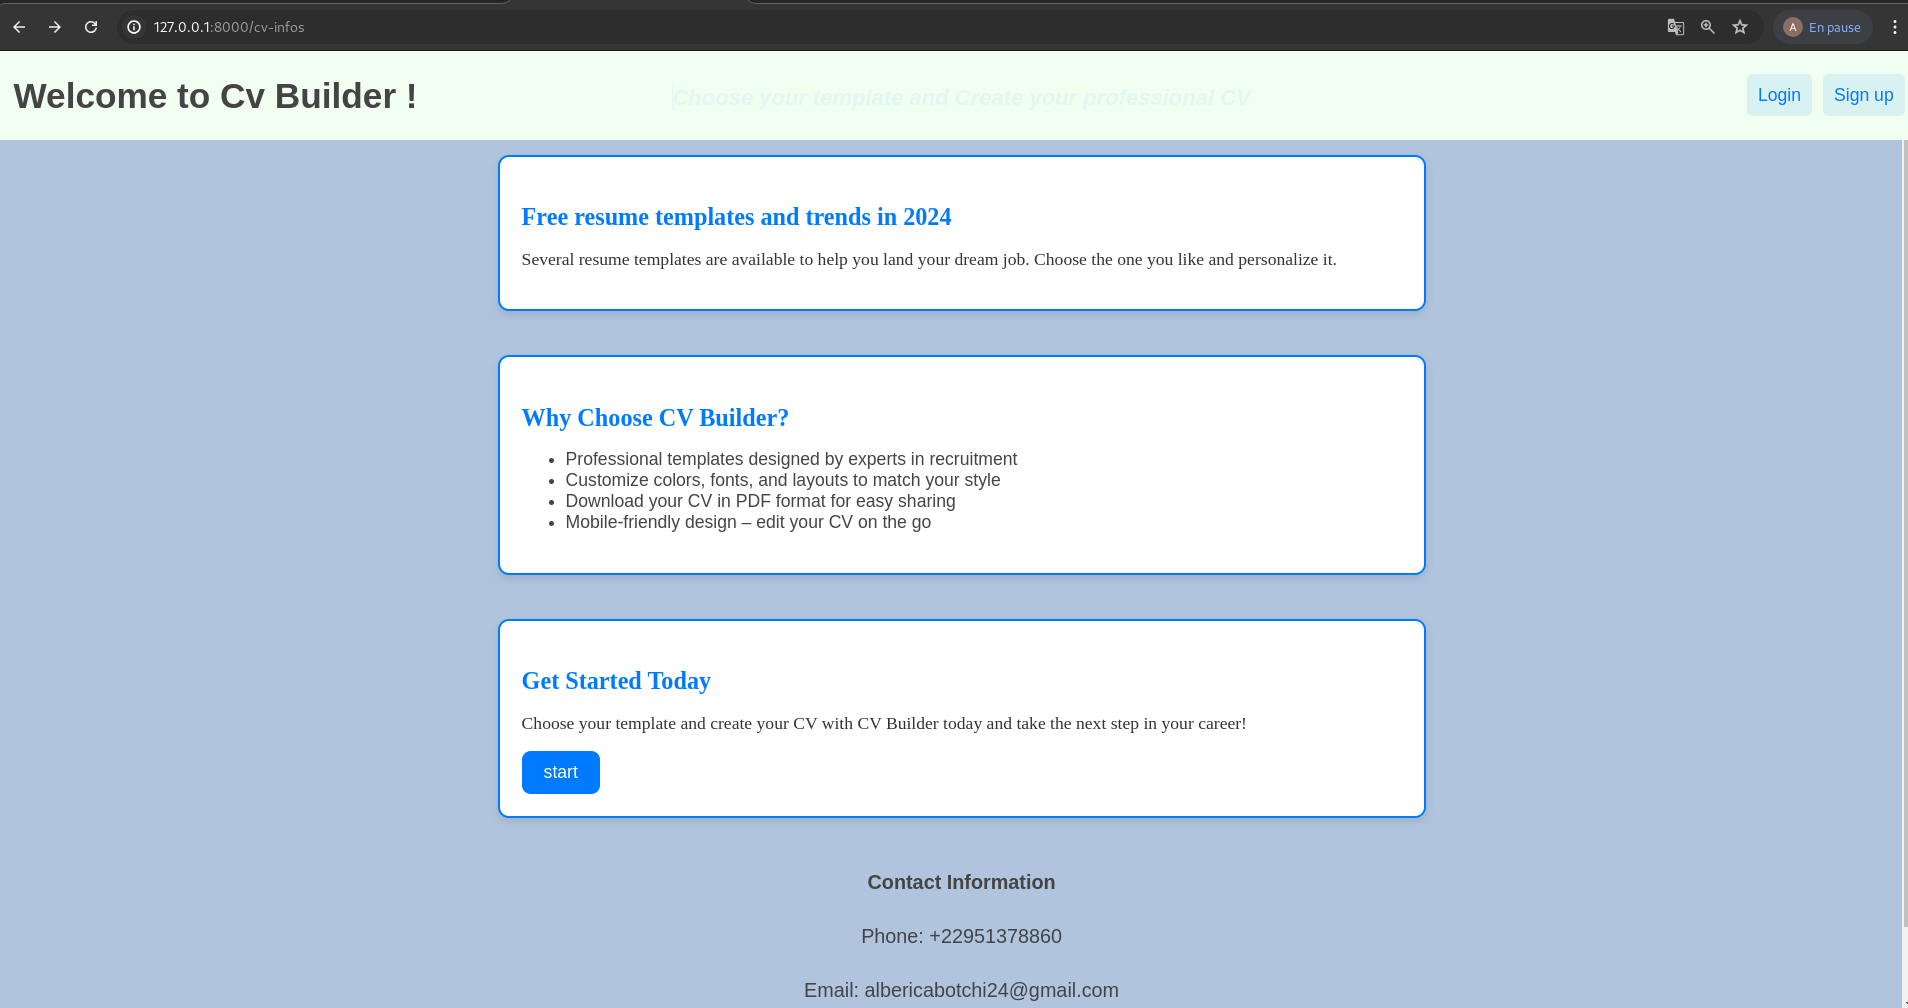 127.0.0.1:8000/cv-infos
A En pause
Welcome to Cv Builder !
Choose your template and Create your professional CV
Login
Sign up
Free resume templates and trends in 2024
Several resume templates are available to help you land your dream job. Choose the one you like and personalize it.
Why Choose CV Builder?
• Professional templates designed by experts in recruitment
• Customize colors, fonts, and layouts to match your style
• Download your CV in PDF format for easy sharing
• Mobile-friendly design – edit your CV on the go
Get Started Today
Choose your template and create your CV with CV Builder today and take the next step in your career!
start
Contact Information
Phone: +22951378860
Email: albericabotchi24@gmail.com